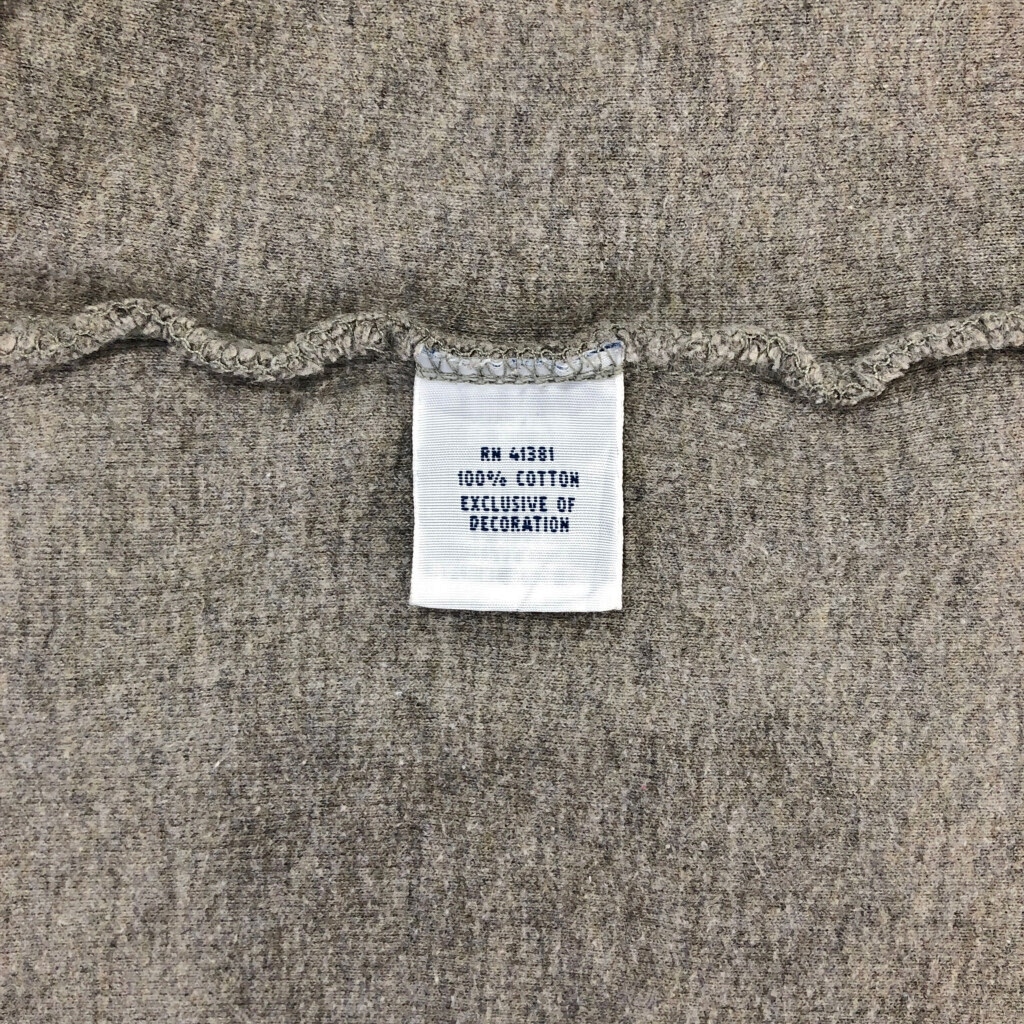 RN 41381
100% COTTON
EXCLUSIVE OF
DECORATION